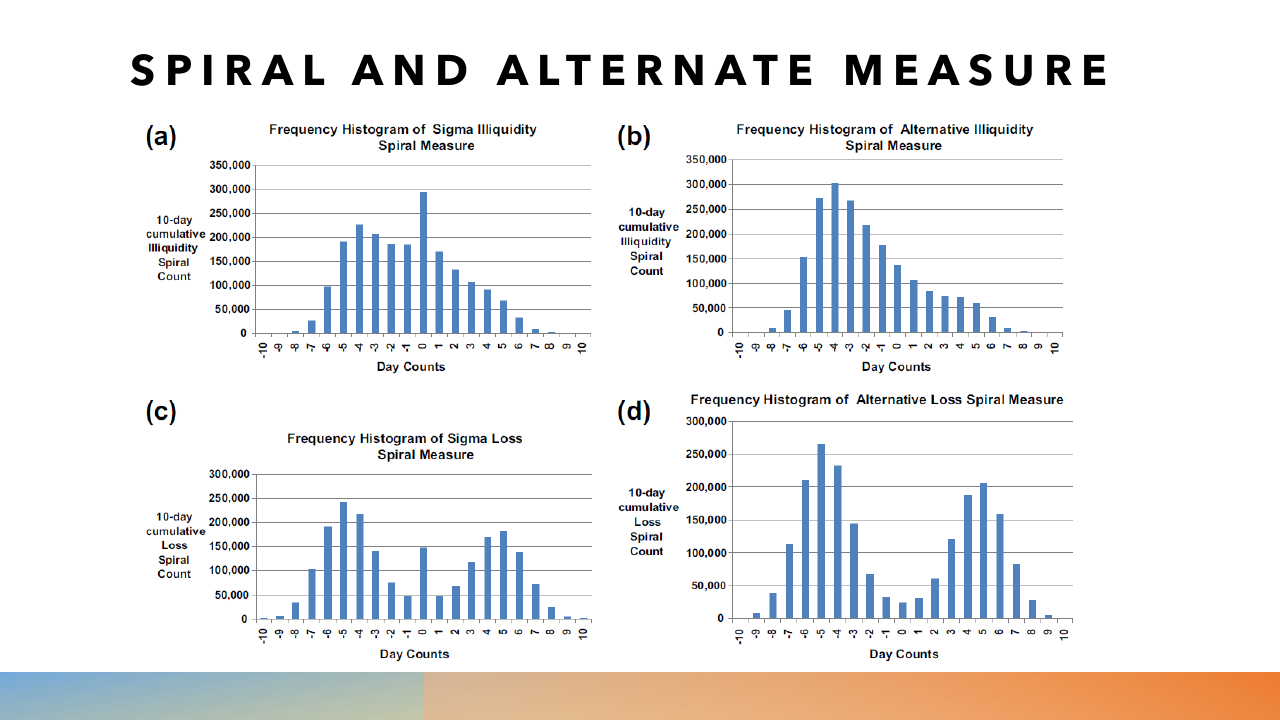 SPIRAL AND ALTERNATE MEASURE
(a)
Frequency Histogram of Sigma Illiquidity
Spiral Measure
10-day
cumulative
Illiquidity
Spiral
Count
350,000
300,000
250,000
200,000
150,000
100,000
50,000
0
-10 -9 -8 -7 -6 -5 -4 -3 -2 -1 0 1 2 3 4 5 6 7 8 9 10
Day Counts
(b)
Frequency Histogram of Alternative Illiquidity
Spiral Measure
10-day
cumulative
Illiquidity
Spiral
Count
350,000
300,000
250,000
200,000
150,000
100,000
50,000
0
-10 -9 -8 -7 -6 -5 -4 -3 -2 -1 0 1 2 3 4 5 6 7 8 9 10
Day Counts
(c)
Frequency Histogram of Sigma Loss
Spiral Measure
10-day
cumulative
Loss
Spiral
Count
300,000
250,000
200,000
150,000
100,000
50,000
0
-10 -9 -8 -7 -6 -5 -4 -3 -2 -1 0 1 2 3 4 5 6 7 8 9 10
Day Counts
(d)
Frequency Histogram of Alternative Loss Spiral Measure
10-day
cumulative
Loss
Spiral
Count
300,000
250,000
200,000
150,000
100,000
50,000
0
-10 -9 -8 -7 -6 -5 -4 -3 -2 -1 0 1 2 3 4 5 6 7 8 9 10
Day Counts